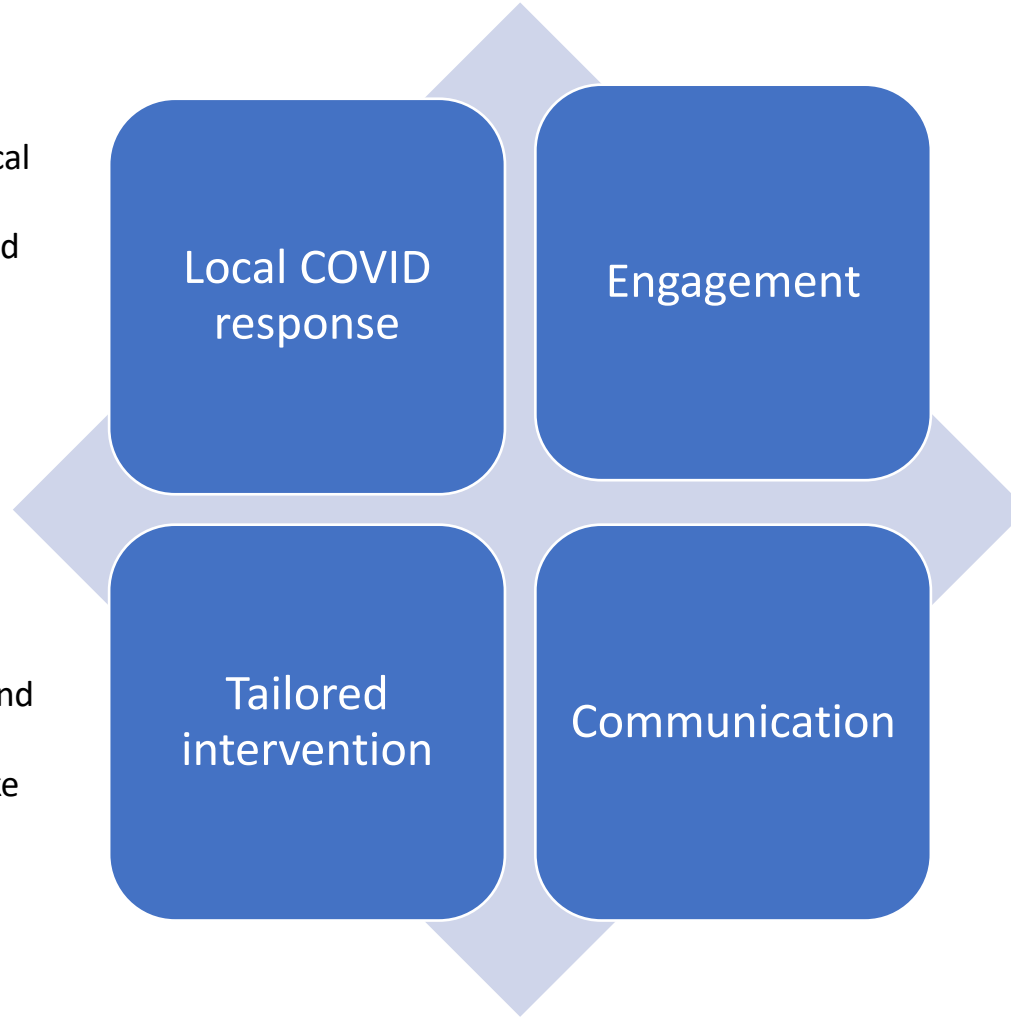 Local COVID
response
Engagement
Tailored
intervention
Communication